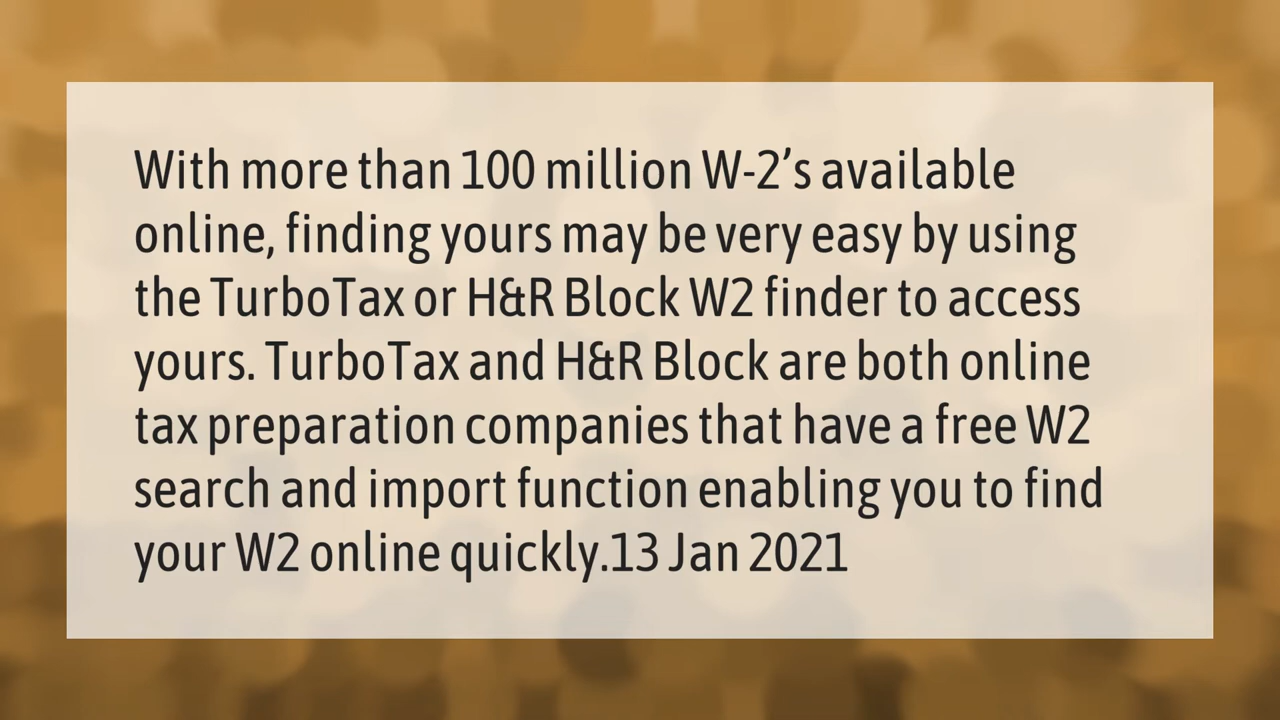 With more than 100 million W-2’s available
online, finding yours may be very easy by using
the TurboTax or H&R Block W2 finder to access
yours. TurboTax and H&R Block are both online
tax preparation companies that have a free W2
search and import function enabling you to find
your W2 online quickly.13 Jan 2021